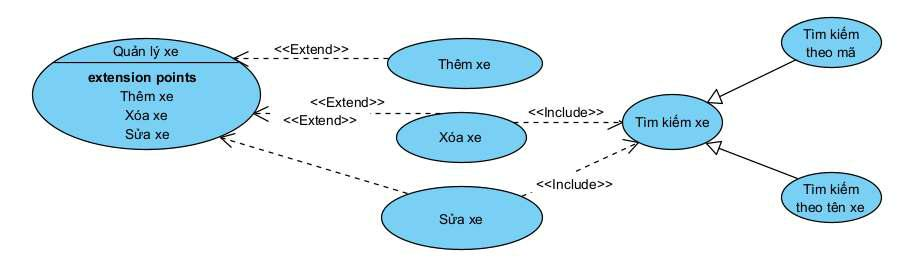 Quản lý xe
extension points
Thêm xe
Xóa xe
Sửa xe
<<Extend>>
<<Extend>>
<<Extend>>
Thêm xe
Xóa xe
Sửa xe
<<Include>>
<<Include>>
Tìm kiếm xe
Tìm kiếm
theo mã
Tìm kiếm
theo tên xe